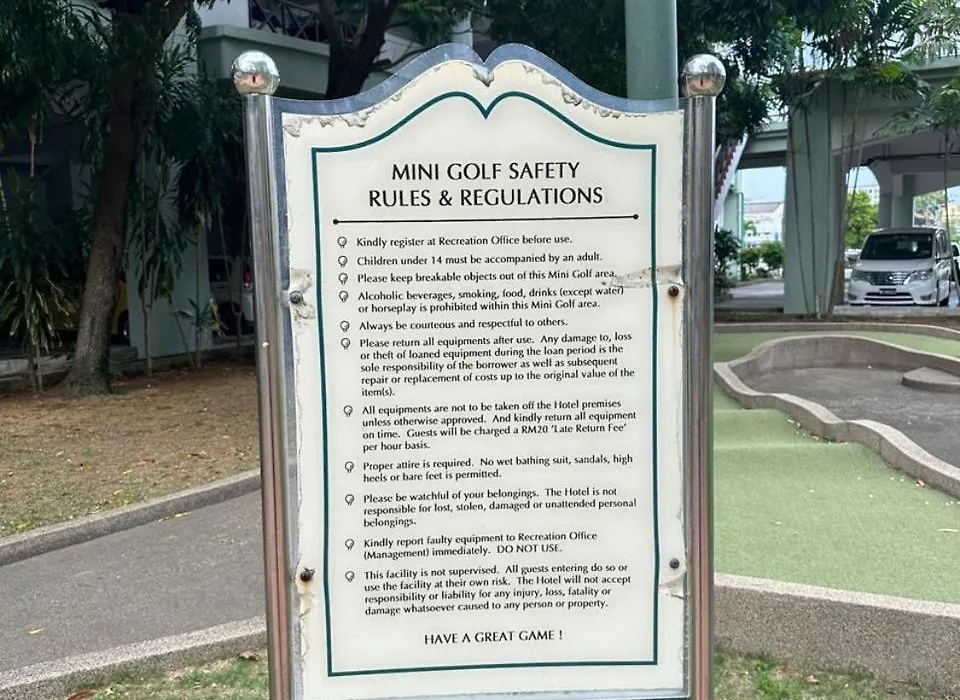 MINI GOLF SAFETY
RULES & REGULATIONS
Kindly register at Recreation Office before use.
Children under 14 must be accompanied by an adult.
Please keep breakable objects out of this Mini Golf area.
Alcoholic beverages, smoking, food, drinks (except water)
or horseplay is prohibited within this Mini Golf area.
Always be courteous and respectful to others.
Please return all equipments after use. Any damage to, loss
or theft of loaned equipment during the loan period is the
sole responsibility of the borrower as well as subsequent
repair or replacement of costs up to the original value of the
item(s).
All equipments are not to be taken off the Hotel premises
unless otherwise approved. And kindly return all equipment
on time. Guests will be charged a RM20 'Late Return Fee'
per hour basis.
Proper attire is required. No wet bathing suit, sandals, high
heels or bare feet is permitted.
Please be watchful of your belongings. The Hotel is not
responsible for lost, stolen, damaged or unattended personal
belongings.
Kindly report faulty equipment to Recreation Office
(Management) immediately. DO NOT USE.
This facility is not supervised. All guests entering do so or
use the facility at their own risk. The Hotel will not accept
responsibility or liability for any injury, loss, fatality or
damage whatsoever caused to any person or property.
HAVE A GREAT GAME !